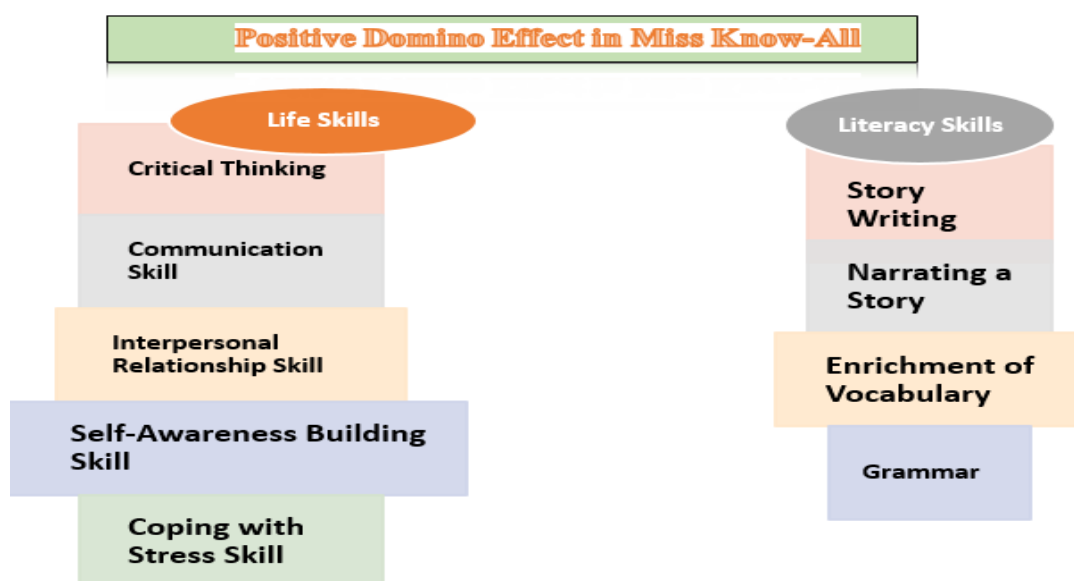 Positive Domino Effect in Miss Know-All
Life Skills
Critical Thinking
Communication
Skill
Interpersonal
Relationship Skill
Self-Awareness Building
Skill
Coping with
Stress Skill
Literacy Skills
Story
Writing
Narrating a
Story
Enrichment of
Vocabulary
Grammar